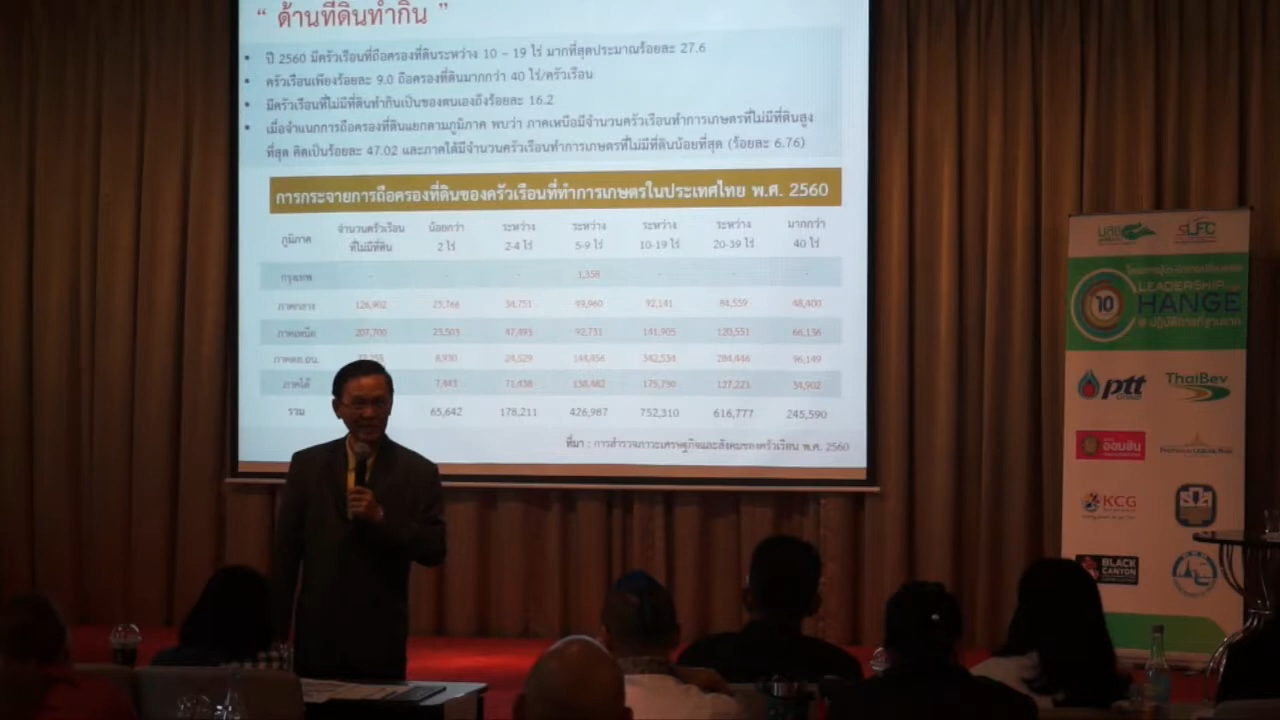 “ ด้านที่ดินทำกิน ”
▪ ปี 2560 มีครัวเรือนที่ถือครองที่ดินระหว่าง 10 – 19 ไร่ มากที่สุดประมาณร้อยละ 27.6
▪ ครัวเรือนเพียงร้อยละ 9.0 ถือครองที่ดินมากกว่า 40 ไร่/ครัวเรือน
▪ มีครัวเรือนที่ไม่มีที่ดินทำกินเป็นของตนเองถึงร้อยละ 16.2
▪ เมื่อจำแนกการถือครองที่ดินแยกตามภูมิภาค พบว่า ภาคเหนือมีจำนวนครัวเรือนทำการเกษตรที่ไม่มีที่ดินสูง
ที่สุด คิดเป็นร้อยละ 47.02 และภาคใต้มีจำนวนครัวเรือนทำการเกษตรที่ไม่มีที่ดินน้อยที่สุด (ร้อยละ 6.76)
การกระจายการถือครองที่ดินของครัวเรือนที่ทำการเกษตรในประเทศไทย พ.ศ. 2560
ภูมิภาค จำนวนครัวเรือนที่ไม่มีที่ดิน น้อยกว่า 2 ไร่ ระหว่าง 2-4 ไร่ ระหว่าง 5-9 ไร่ ระหว่าง 10-19 ไร่ ระหว่าง 20-39 ไร่ มากกว่า 40 ไร่
กรุงเทพ - - - 1,358 - - -
ภาคกลาง 126,902 23,766 34,751 49,960 92,141 84,559 48,400
ภาคเหนือ 207,700 25,503 47,493 92,731 141,905 120,551 66,136
ภาคตอ.อน. 8,930 24,529 144,456 342,534 284,446 96,149
ภาคใต้ 7,443 71,438 138,482 175,730 127,221 34,902
รวม 65,642 178,211 426,987 752,310 616,777 245,590
ที่มา : การสำรวจภาวะเศรษฐกิจและสังคมของครัวเรือน พ.ศ. 2560
SLFC
10
LEADERSHIP
HANGE
@ ปฏิบัติการที่ฐานราก
ptt
Group
ThaiBev
ออมสิน
KCG
BLACK
CANYON